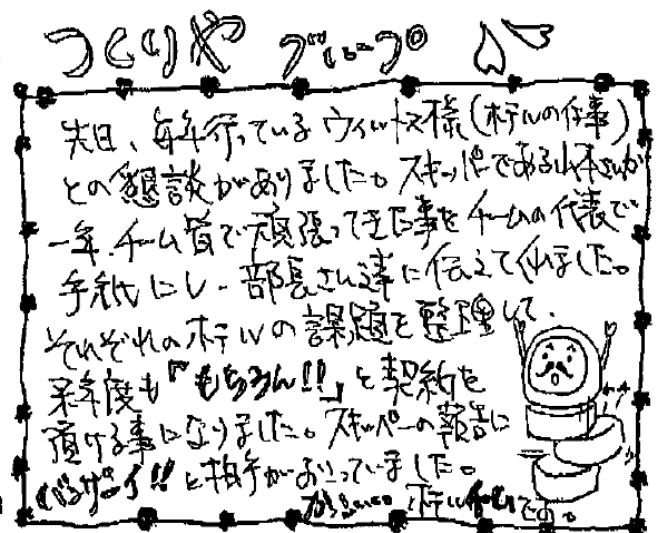 つくりや グループ
先日、毎年行っているウィットス様(ホテルの仕事)
との懇談がありました。スキッパーである山本さんが
一年、チーム皆で頑張ってきた事をチームの代表で
手紙にし、部長さん達に伝えてくれました。
それぞれのホテルの課題を整理して、
来年度も「もちろん!!」と契約を
頂ける事になりました。スキッパーの報告に
バンザーイ!!と拍手がおこっていました。
ホテル です。